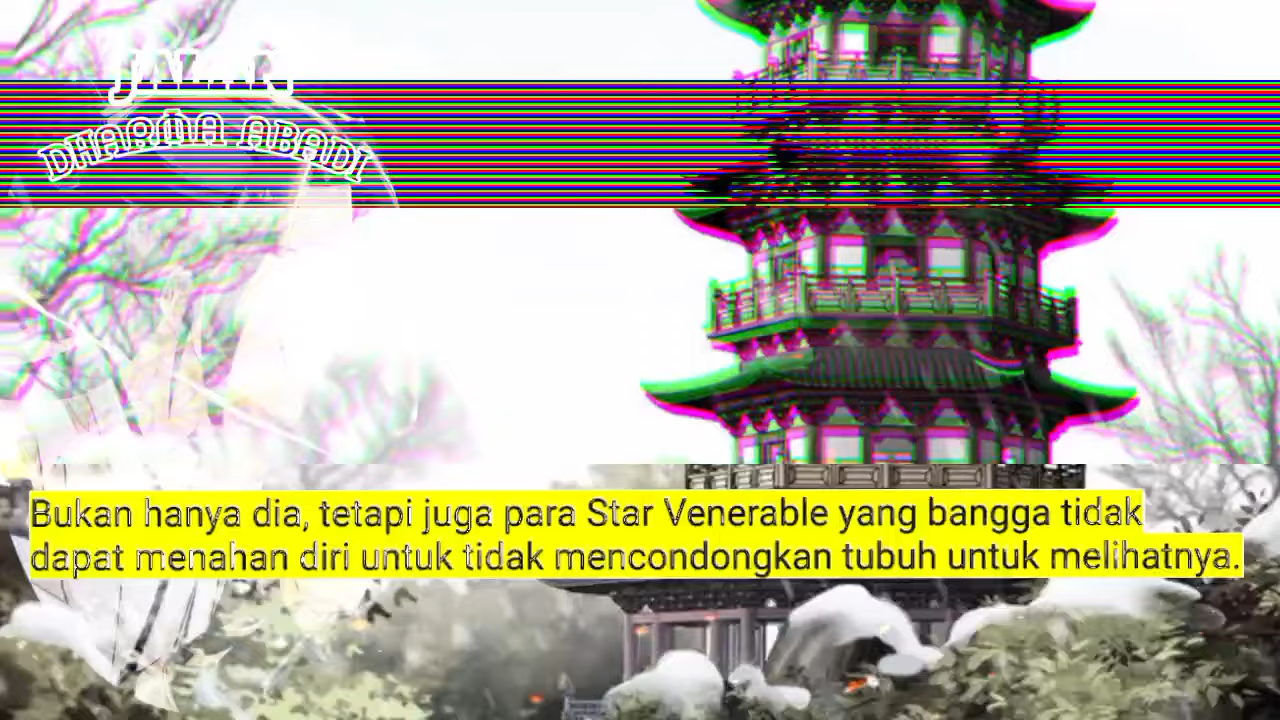 DHARMA ABADI
Bukan hanya dia, tetapi juga para Star Venerable yang bangga tidak
dapat menahan diri untuk tidak mencondongkan tubuh untuk melihatnya.